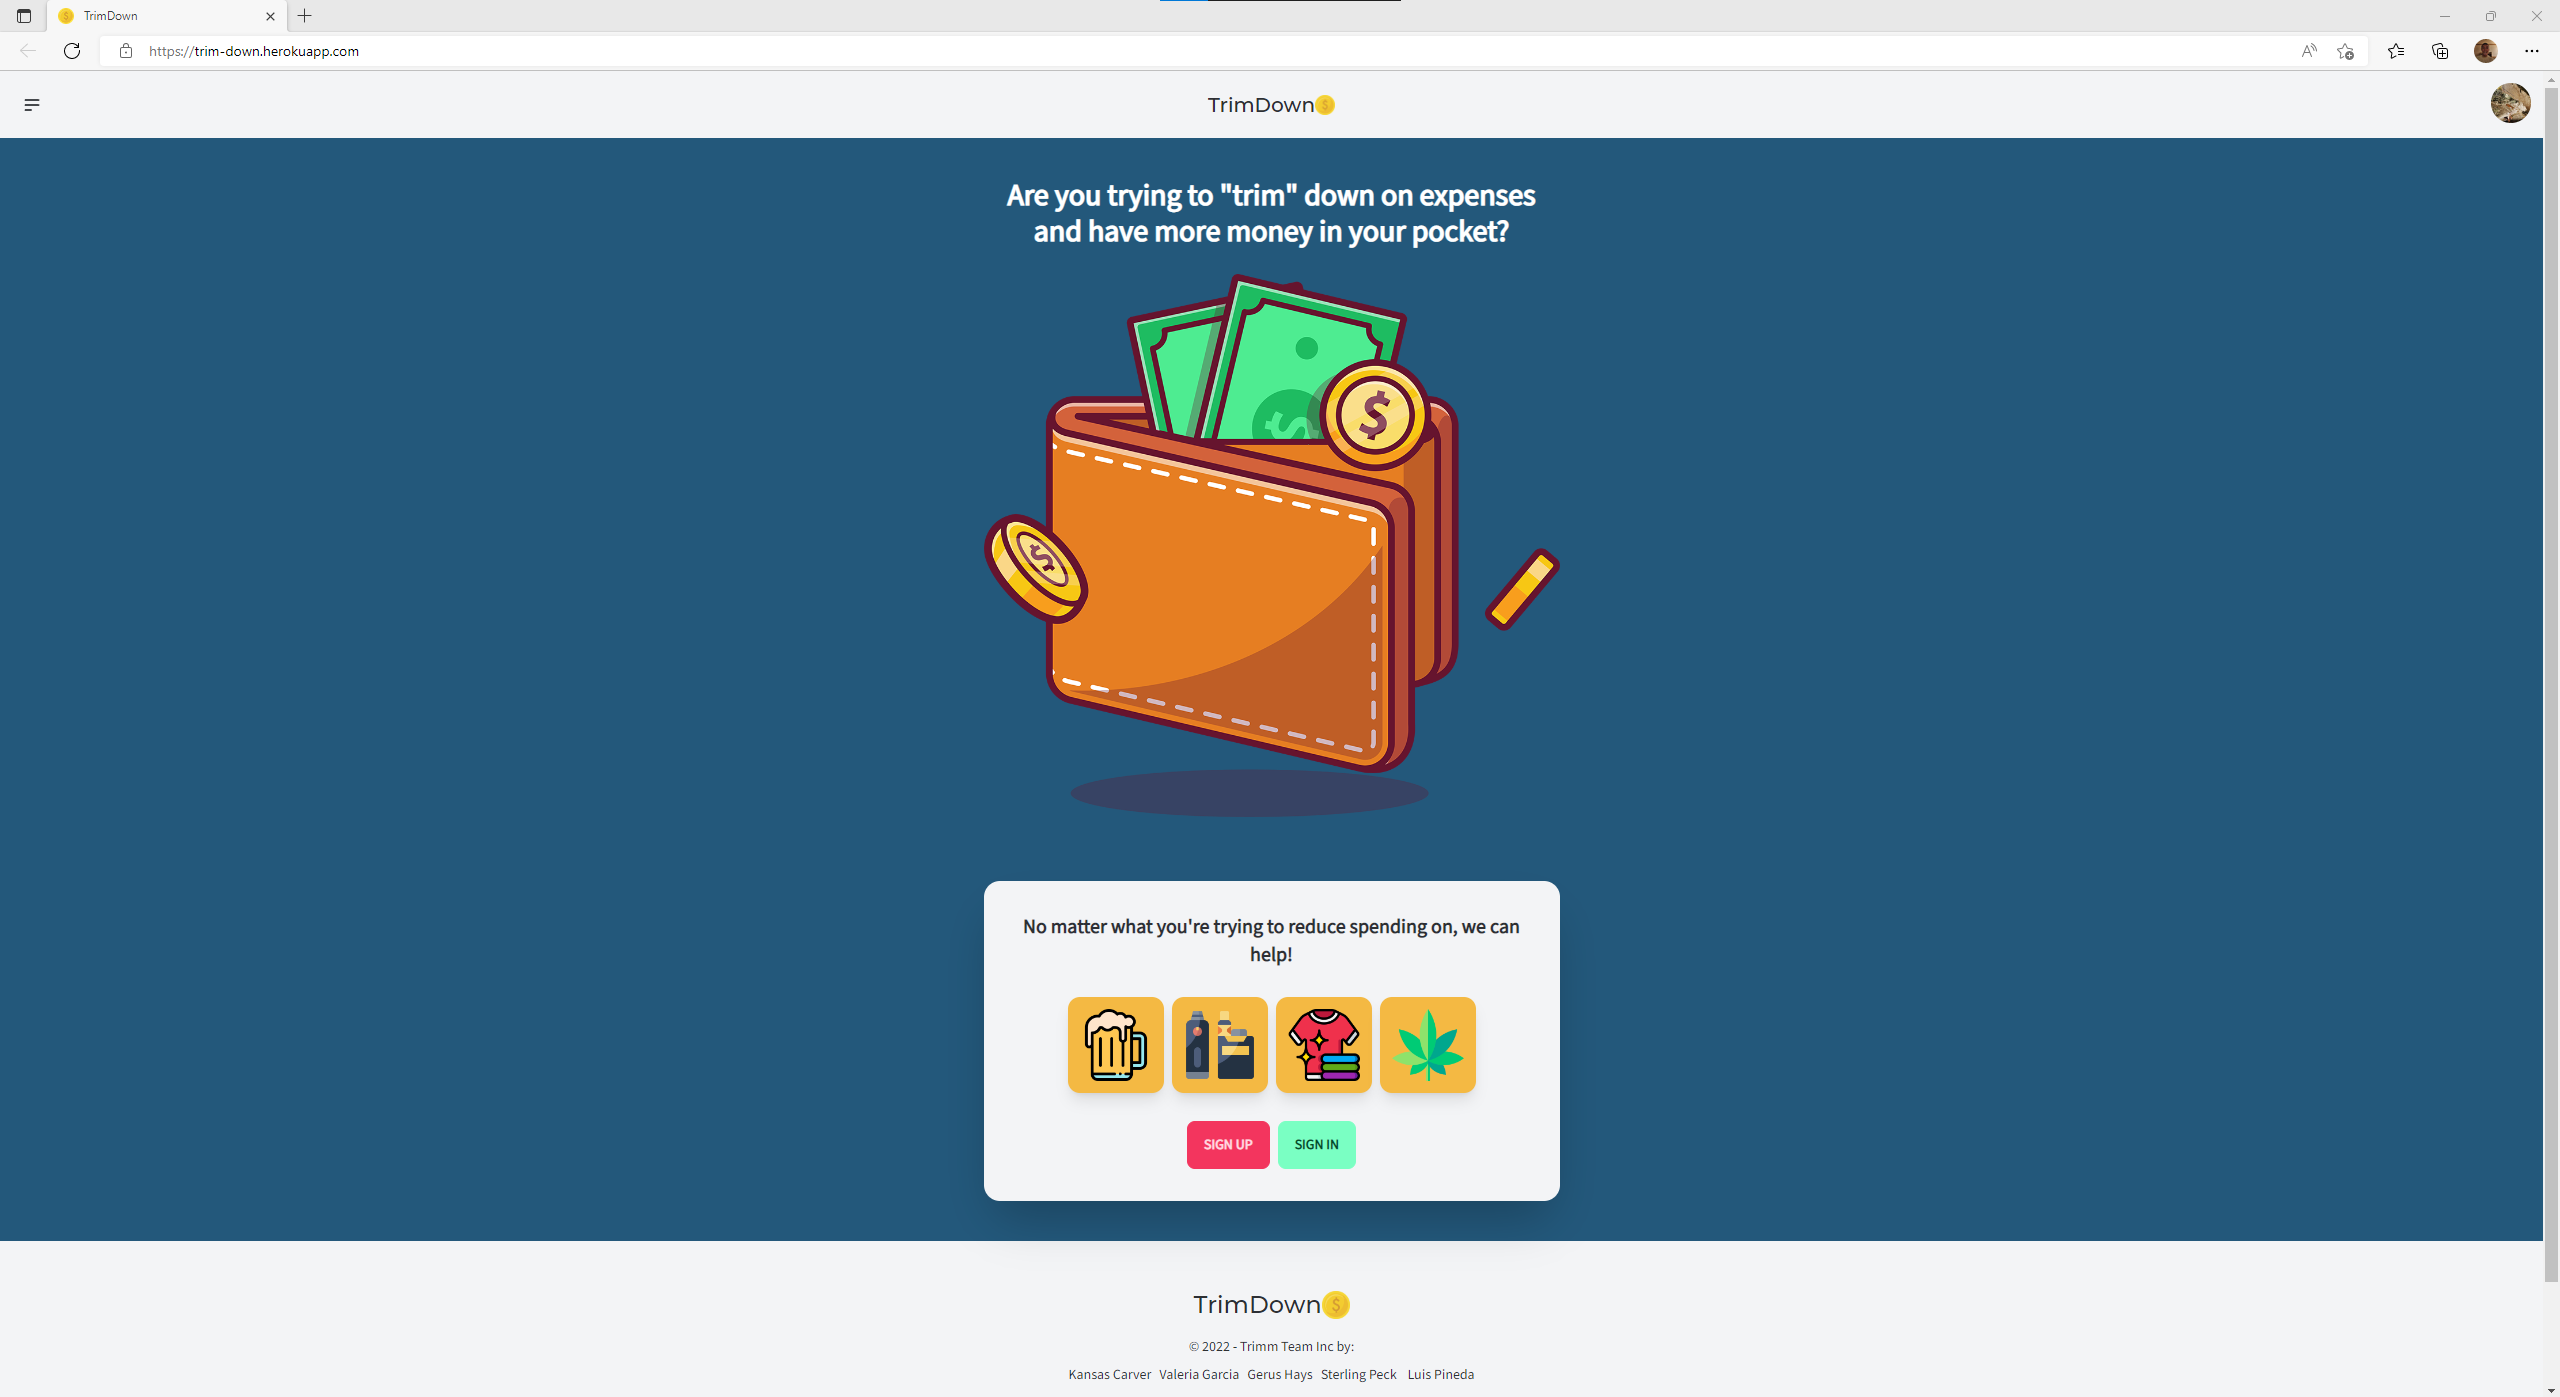 TrimDown
https://trim-down.herokuapp.com
TrimDown
Are you trying to "trim" down on expenses
and have more money in your pocket?
$
$
$
No matter what you're trying to reduce spending on, we can
help!
SIGN UP
SIGN IN
TrimDown
© 2022 - Trimm Team Inc by:
Kansas Carver Valeria Garcia Gerus Hays Sterling Peck Luis Pineda